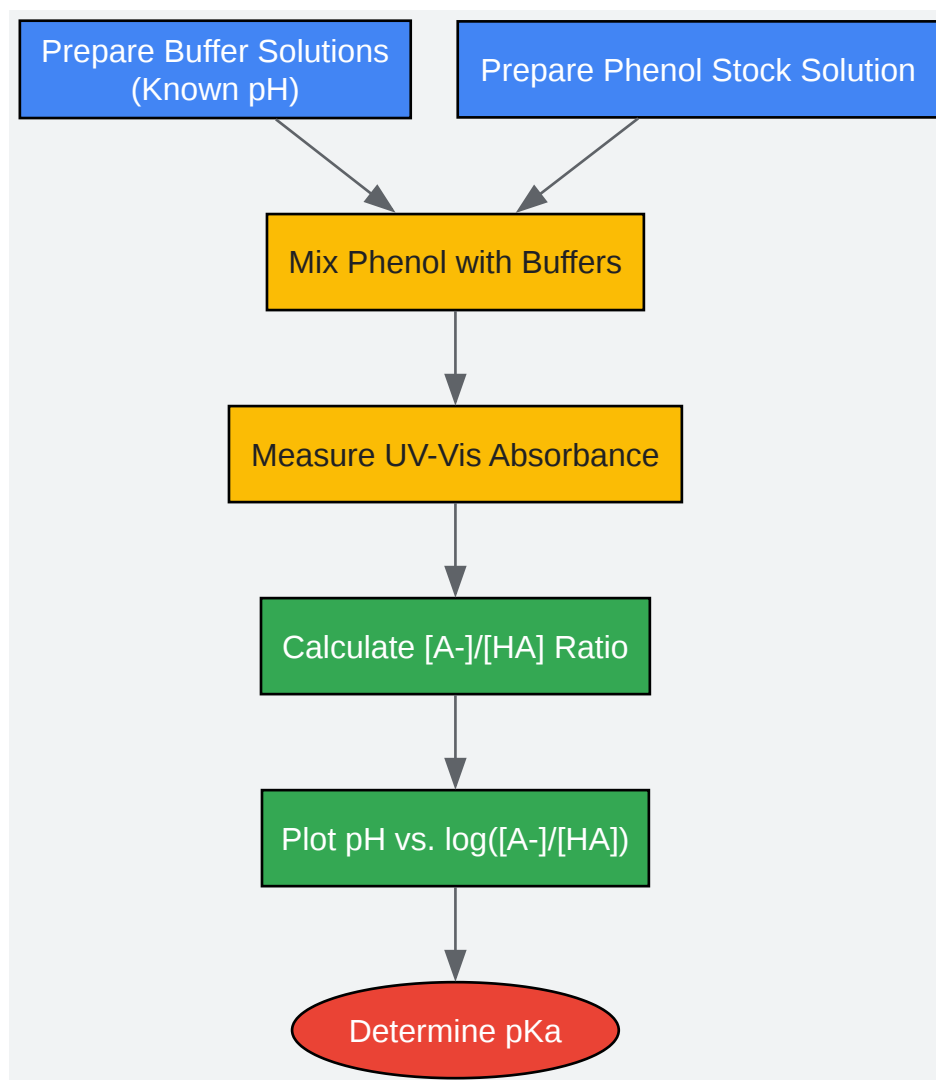 Prepare Buffer Solutions
(Known pH)
Prepare Phenol Stock Solution
Mix Phenol with Buffers
Measure UV-Vis Absorbance
Calculate [A-]/[HA] Ratio
Plot pH vs. log([A-]/[HA])
Determine pKa